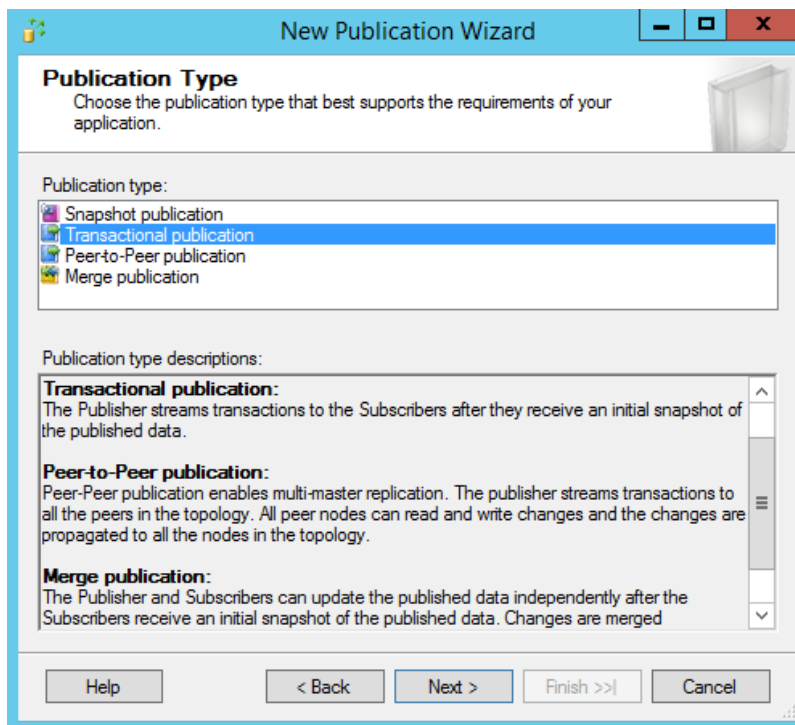 New Publication Wizard
Publication Type
Choose the publication type that best supports the requirements of your
application.
Publication type:
Snapshot publication
Transactional publication
Peer-to-Peer publication
Merge publication
Publication type descriptions:
Transactional publication:
The Publisher streams transactions to the Subscribers after they receive an initial snapshot of
the published data.
Peer-to-Peer publication:
Peer-Peer publication enables multi-master replication. The publisher streams transactions to
all the peers in the topology. All peer nodes can read and write changes and the changes are
propagated to all the nodes in the topology.
Merge publication:
The Publisher and Subscribers can update the published data independently after the
Subscribers receive an initial snapshot of the published data. Changes are merged
Help < Back Next > Finish >>| Cancel